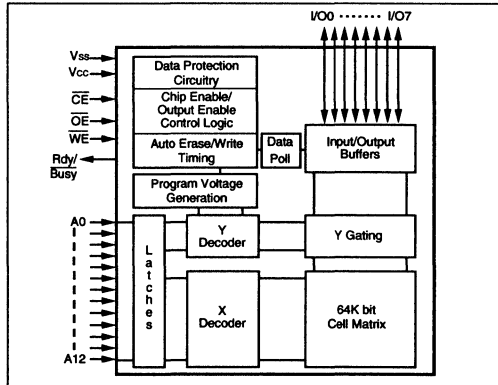 I/O0 ········ I/O7
Vss
Vcc
CE
OE
WE
Rdy/
Busy
Data Protection
Circuitry
Chip Enable/
Output Enable
Control Logic
Auto Erase/Write
Timing
Data
Poll
Input/Output
Buffers
Program Voltage
Generation
A0
A12
Latches
Y
Decoder
Y Gating
X
Decoder
64K bit
Cell Matrix